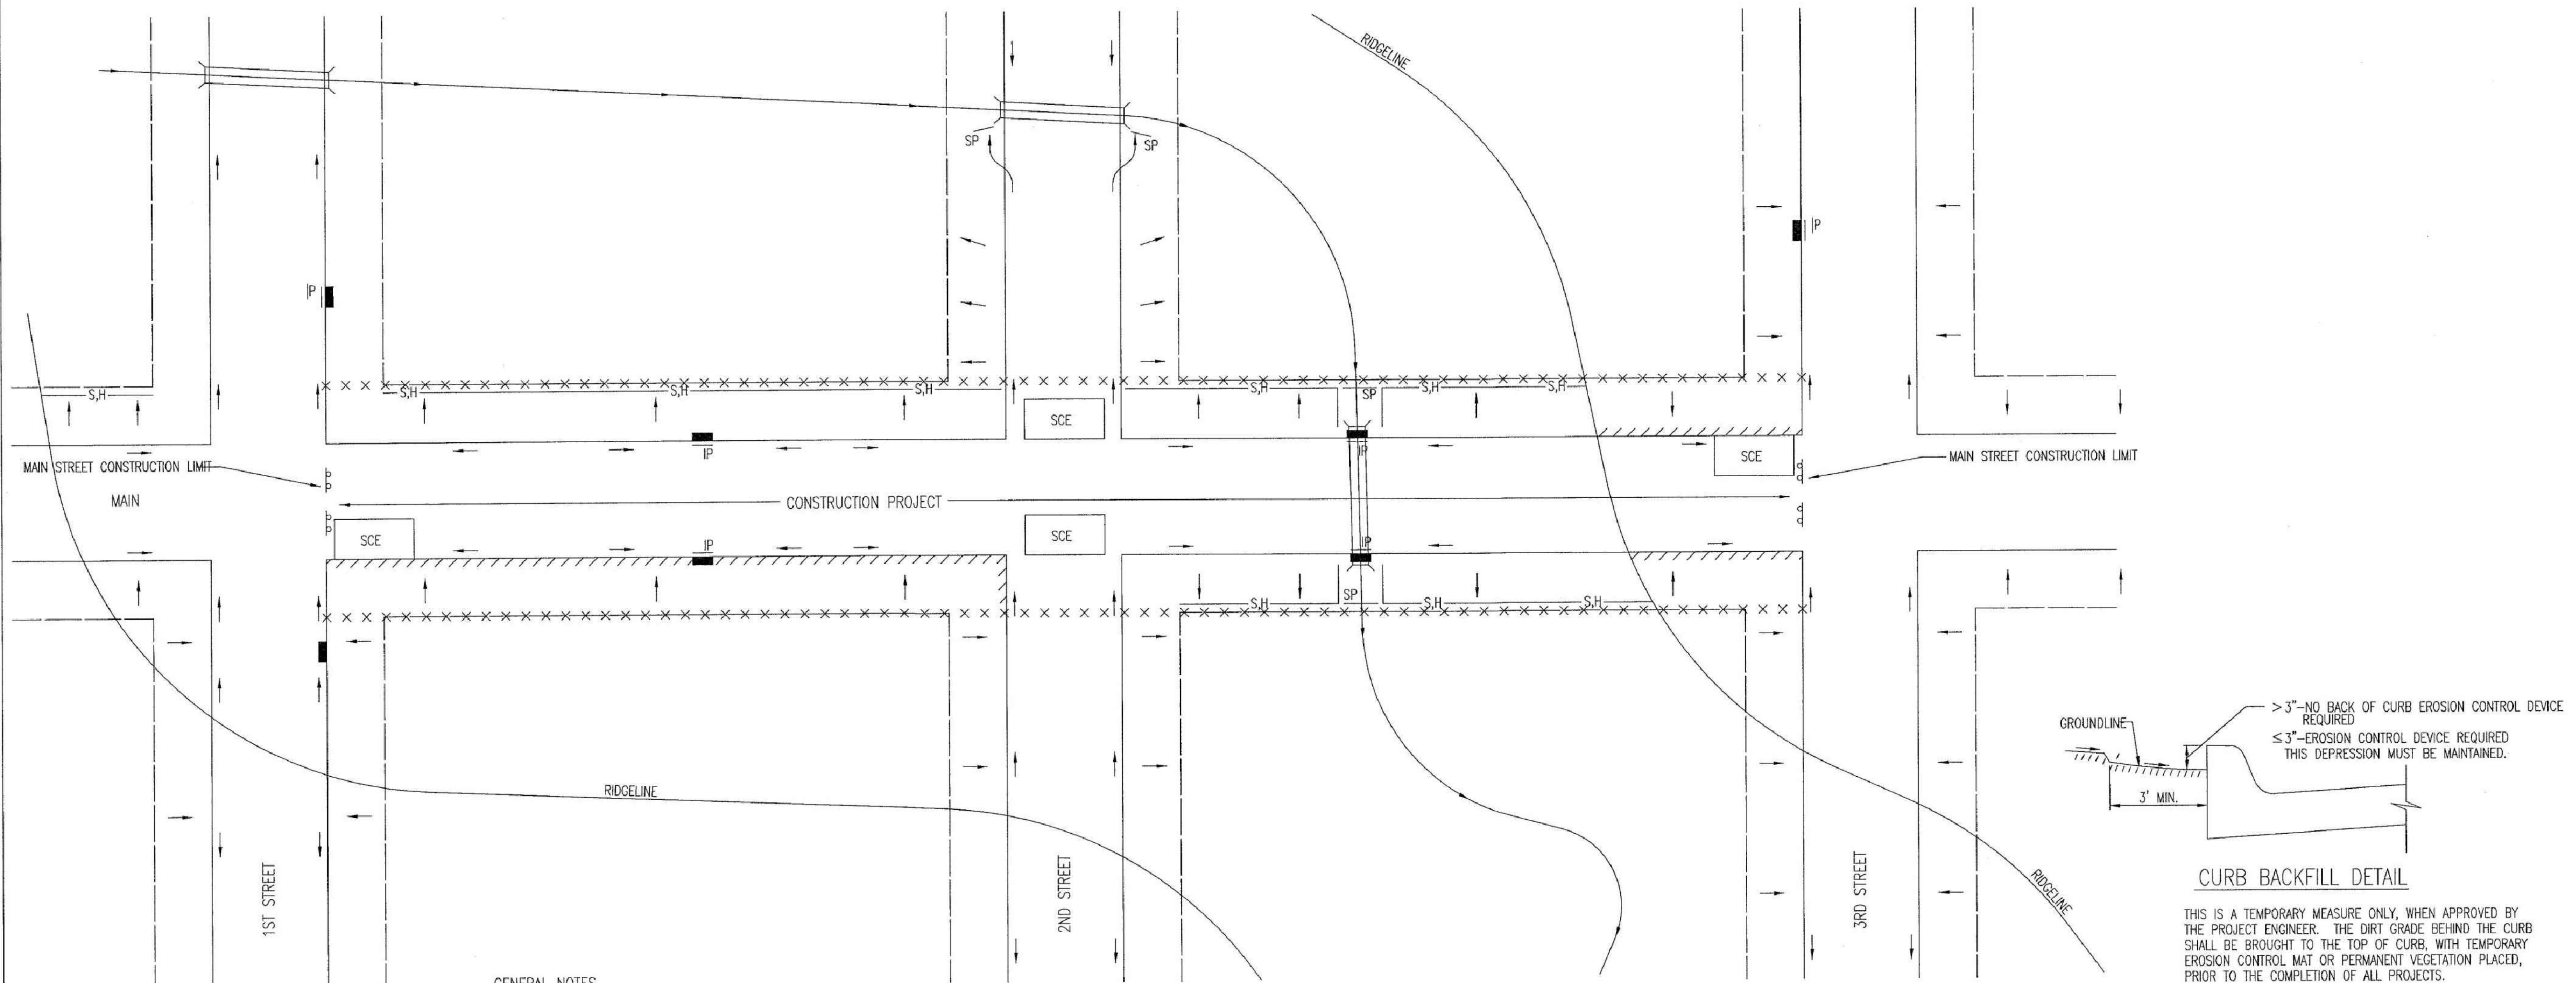 RIDGELINE
SP
SP
IP
IP
S,H
S,H
S,H
S,H
S,H
SP
S,H
S,H
SCE
IP
IP
SCE
MAIN STREET CONSTRUCTION LIMIT
MAIN STREET CONSTRUCTION LIMIT
MAIN
CONSTRUCTION PROJECT
SCE
IP
SCE
IP
S,H
SP
S,H
S,H
RIDGELINE
1ST STREET
2ND STREET
3RD STREET
RIDGELINE
GROUNDLINE
>3"-NO BACK OF CURB EROSION CONTROL DEVICE
REQUIRED
≤3"-EROSION CONTROL DEVICE REQUIRED
THIS DEPRESSION MUST BE MAINTAINED.
3' MIN.
CURB BACKFILL DETAIL
THIS IS A TEMPORARY MEASURE ONLY, WHEN APPROVED BY
THE PROJECT ENGINEER. THE DIRT GRADE BEHIND THE CURB
SHALL BE BROUGHT TO THE TOP OF CURB, WITH TEMPORARY
EROSION CONTROL MAT OR PERMANENT VEGETATION PLACED,
PRIOR TO THE COMPLETION OF ALL PROJECTS.
GENERAL NOTES